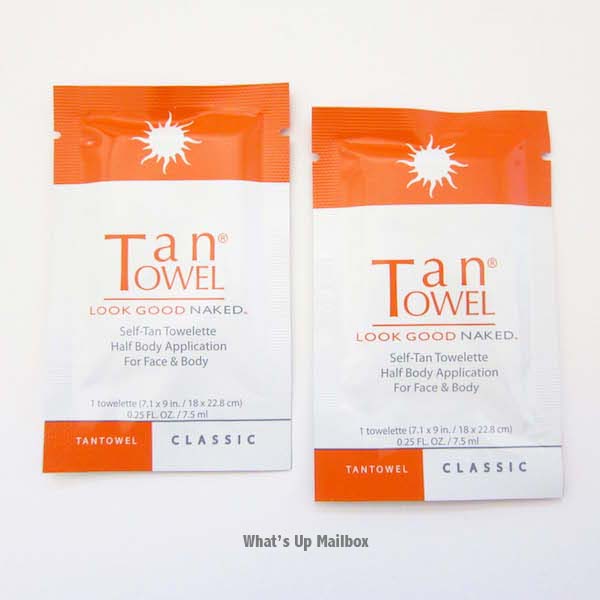 Tan®
TOWEL
LOOK GOOD NAKED™
Self-Tan Towelette
Half Body Application
For Face & Body
1 towelette (7.1 x 9 in. / 18 x 22.8 cm)
0.25 FL. OZ. / 7.5 ml
TANTOWEL CLASSIC
Tan®
TOWEL
LOOK GOOD NAKED™
Self-Tan Towelette
Half Body Application
For Face & Body
1 towelette (7.1 x 9 in. / 18 x 22.8 cm)
0.25 FL. OZ. / 7.5 ml
TANTOWEL CLASSIC
What's Up Mailbox